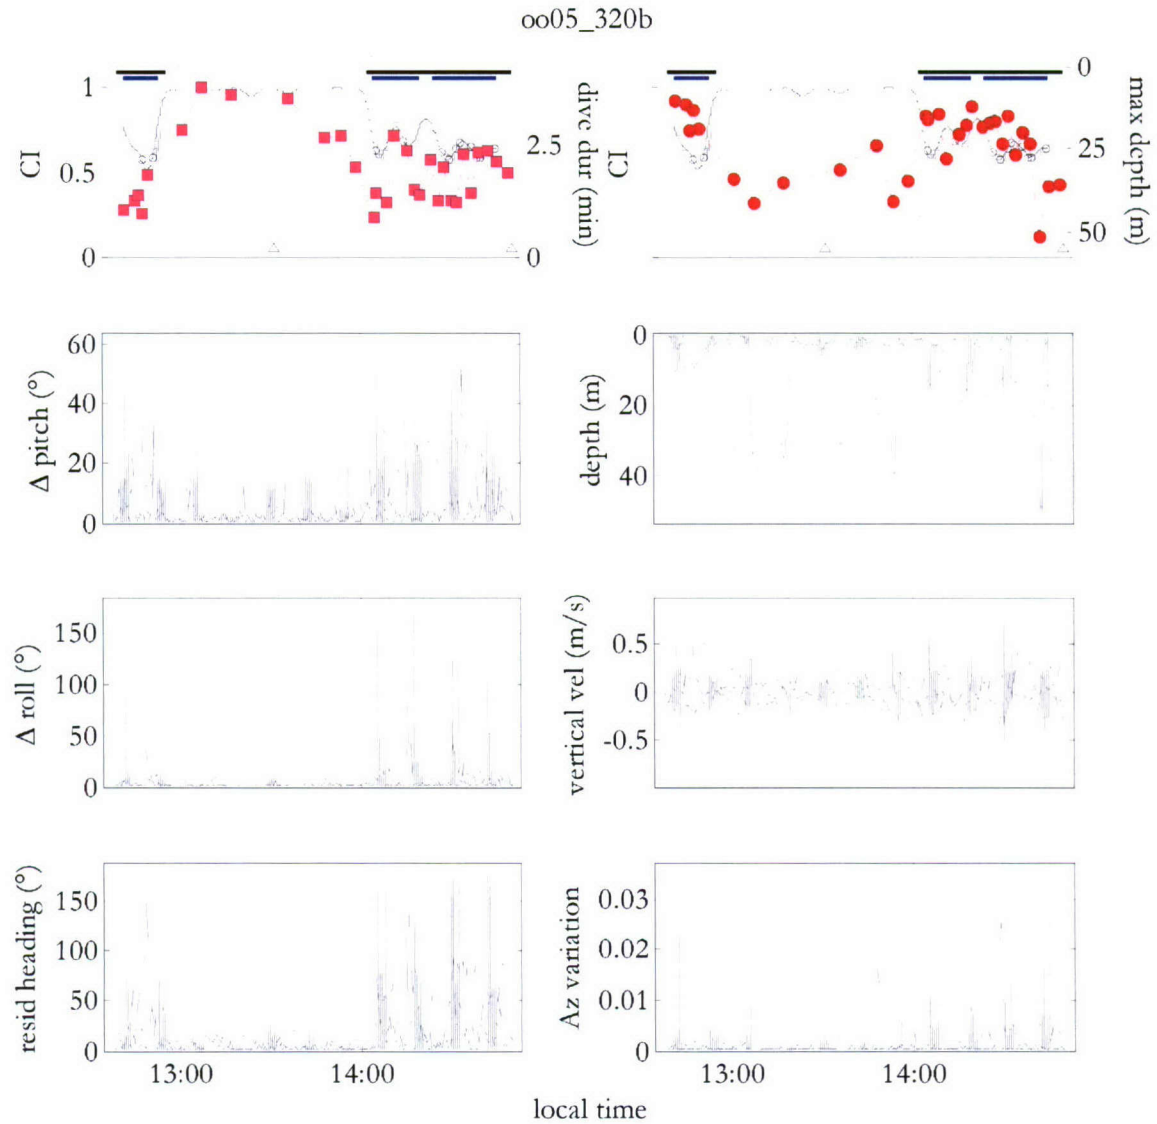 oo05_320b
1
0.5
0
CI
2.5
0
dive dur (min)
CI
0
25
50
max depth (m)
60
40
20
0
Δ pitch (°)
0
20
40
depth (m)
150
100
50
0
Δ roll (°)
0.5
0
-0.5
vertical vel (m/s)
150
100
50
0
resid heading (°)
13:00
14:00
0.03
0.02
0.01
0
Az variation
13:00
14:00
local time